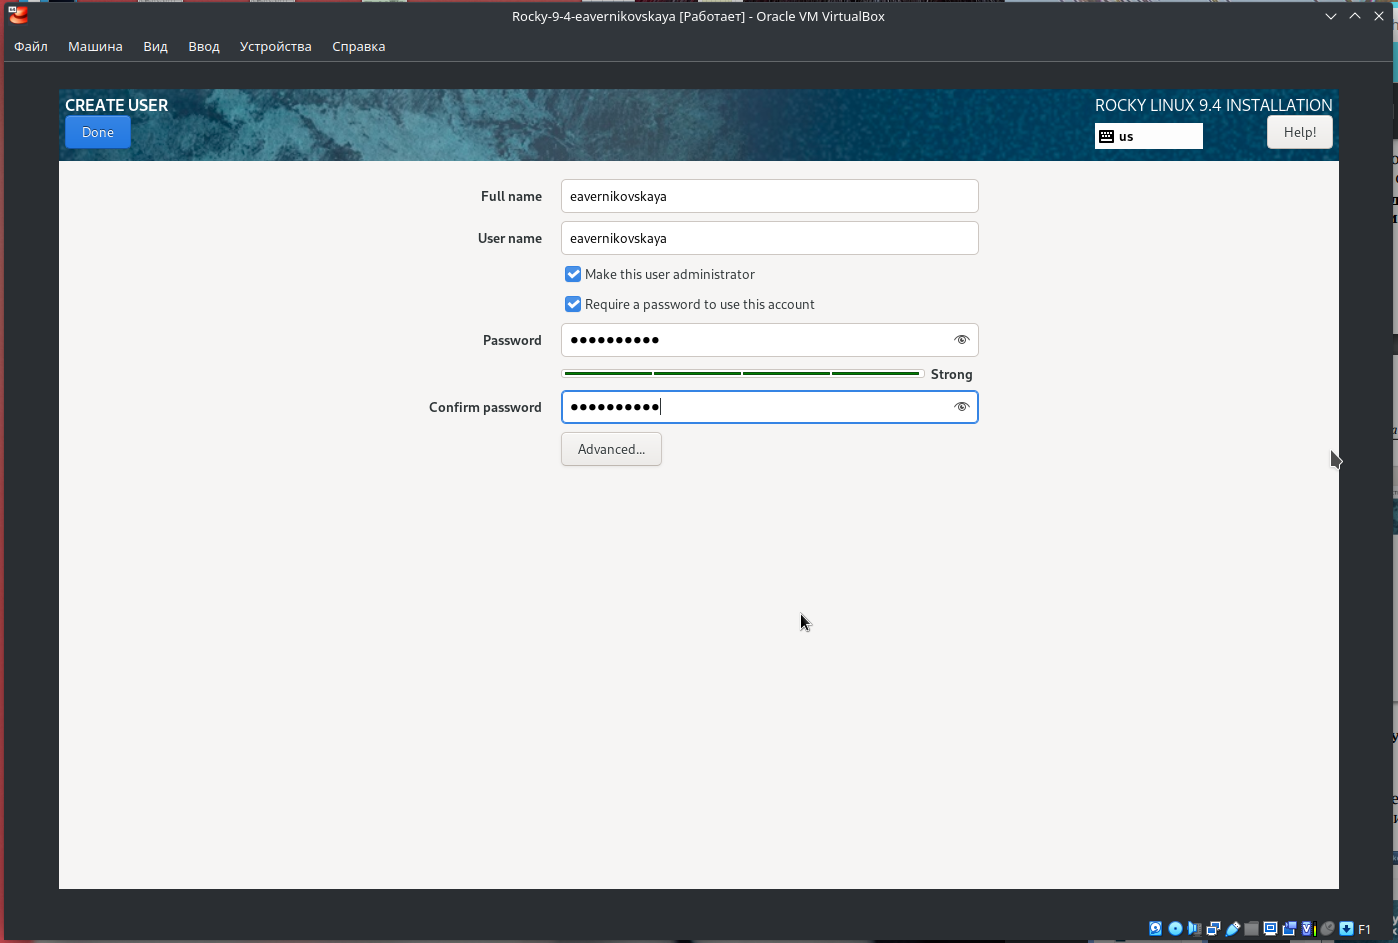 Rocky-9-4-eavernikovskaya [Работает] - Oracle VM VirtualBox
Файл Машина Вид Ввод Устройства Справка
CREATE USER
ROCKY LINUX 9.4 INSTALLATION
Done
us
Help!
Full name eavernikovskaya
User name eavernikovskaya
Make this user administrator
Require a password to use this account
Password ●●●●●●●●●●
Strong
Confirm password ●●●●●●●●●●
Advanced...
F1